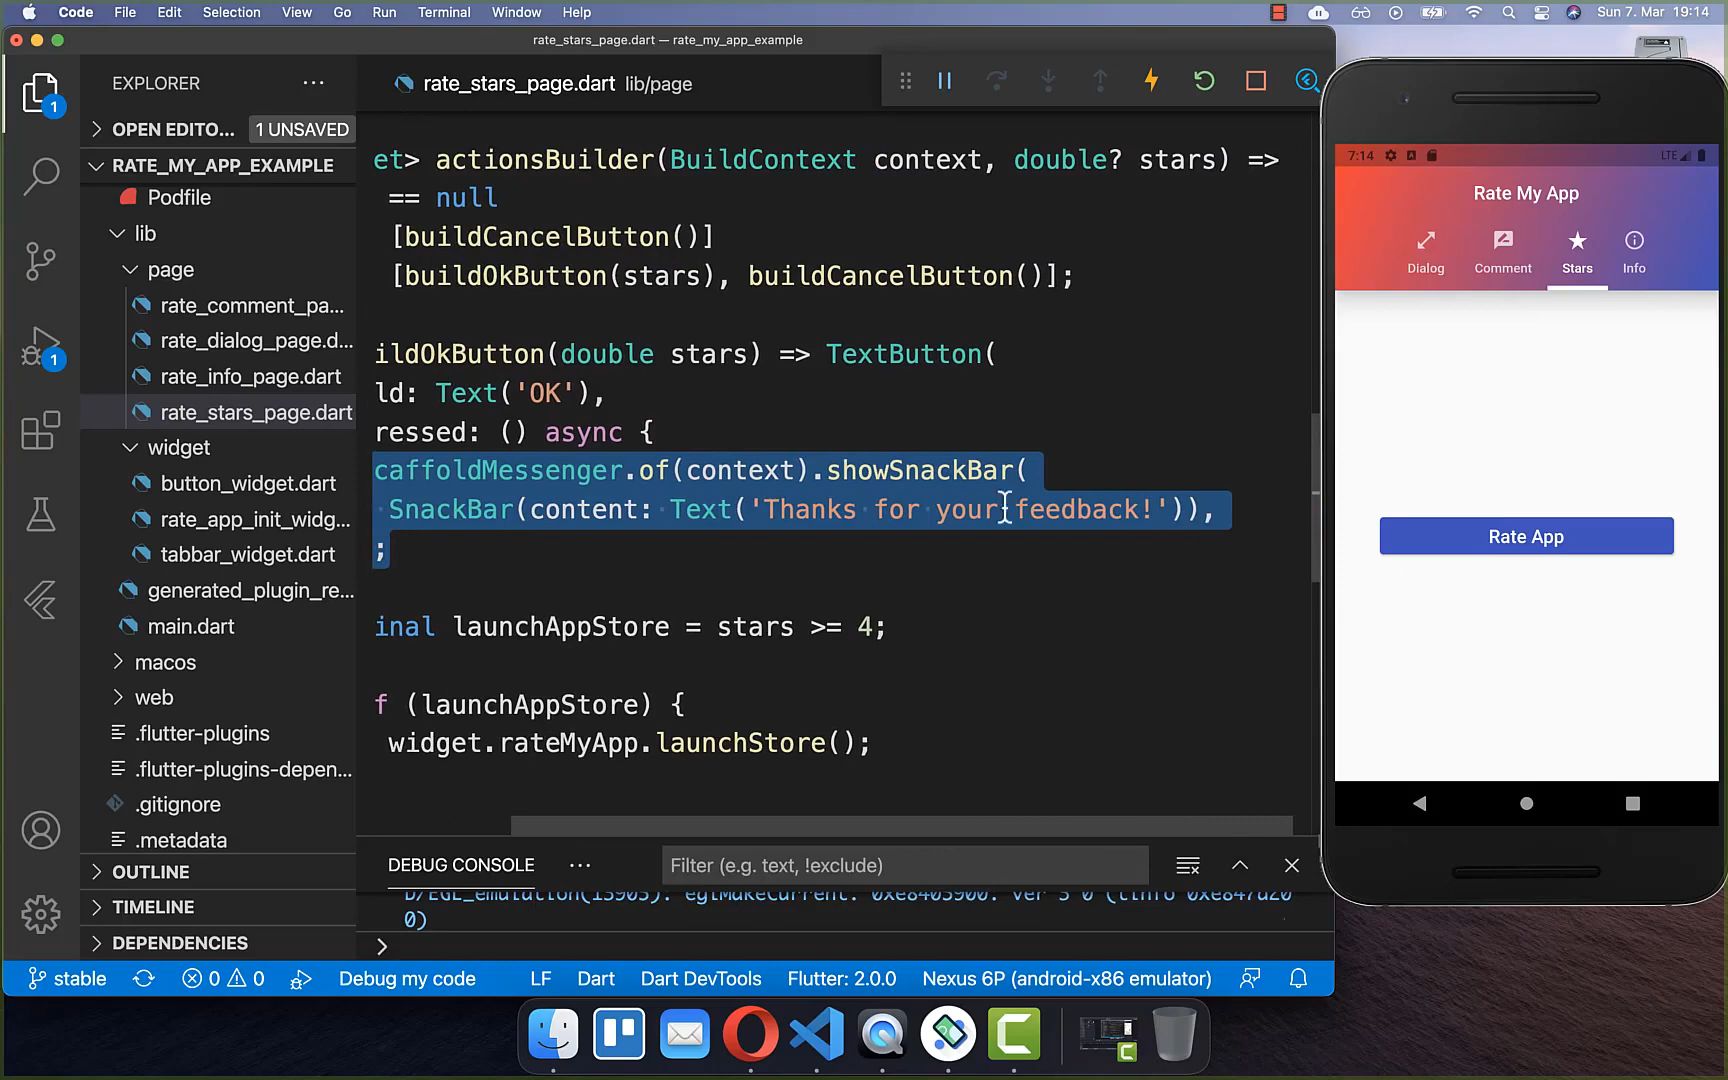 Code File Edit Selection View Go Run Terminal Window Help Sun 7. Mar 19:14
rate_stars_page.dart — rate_my_app_example
EXPLORER
OPEN EDITO... 1 UNSAVED
RATE_MY_APP_EXAMPLE
Podfile
lib
page
rate_comment_pa...
rate_dialog_page.d...
rate_info_page.dart
rate_stars_page.dart
widget
button_widget.dart
rate_app_init_widg...
tabbar_widget.dart
generated_plugin_re...
main.dart
macos
web
.flutter-plugins
.flutter-plugins-depen...
.gitignore
.metadata
OUTLINE
TIMELINE
DEPENDENCIES
1
1
rate_stars_page.dart lib/page
et> actionsBuilder(BuildContext context, double? stars) =>
== null
[buildCancelButton()]
[buildOkButton(stars), buildCancelButton()];
ildOkButton(double stars) => TextButton(
ld: Text('OK'),
ressed: () async {
caffoldMessenger.of(context).showSnackBar(
SnackBar(content: Text('Thanks for your feedback!')),
;
inal launchAppStore = stars >= 4;
f (launchAppStore) {
widget.rateMyApp.launchStore();
DEBUG CONSOLE ... Filter (e.g. text, !exclude)
0)
>
stable 0 0 Debug my code LF Dart Dart DevTools Flutter: 2.0.0 Nexus 6P (android-x86 emulator)
7:14 LTE
Rate My App
Dialog Comment Stars Info
Rate App